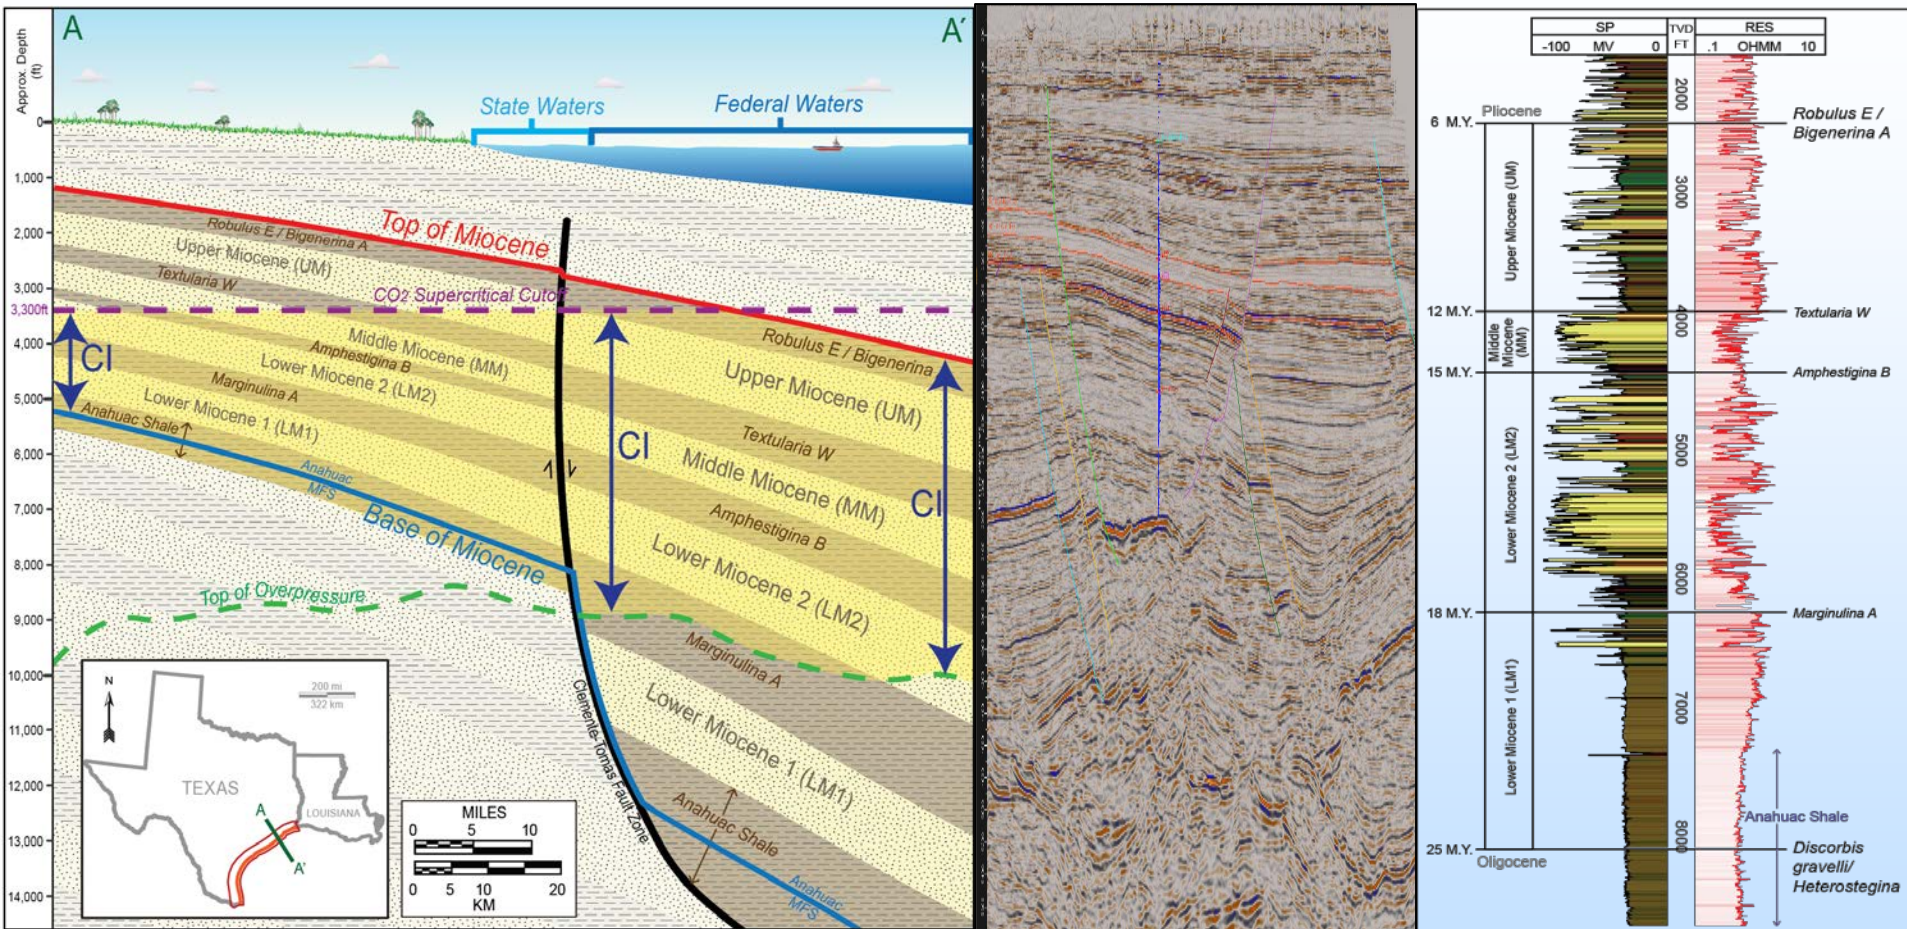 A
A'
Approx. Depth
(ft)
State Waters
Federal Waters
0
1,000
2,000
3,000
3,300ft
4,000
5,000
6,000
7,000
8,000
9,000
10,000
11,000
12,000
13,000
14,000
Top of Miocene
Robulus E / Bigenerina A
Upper Miocene (UM)
Textularia W
CO2 Supercritical Cutoff
Middle Miocene (MM)
Amphestigina B
Lower Miocene 2 (LM2)
Marginulina A
Lower Miocene 1 (LM1)
Anahuac Shale
Anahuac
MFS
Base of Miocene
Top of Overpressure
CI
CI
CI
Robulus E / Bigenerina
Upper Miocene (UM)
Textularia W
Middle Miocene (MM)
Amphestigina B
Lower Miocene 2 (LM2)
Marginulina A
Lower Miocene 1 (LM1)
Anahuac Shale
Anahuac
MFS
Clemente-Tomas Fault Zone
N
200 mi
322 km
TEXAS
LOUISIANA
A
A'
MILES
0 5 10
0 5 10 20
KM
SP
TVD
RES
-100 MV 0
FT
.1 OHMM 10
Pliocene
6 M.Y.
12 M.Y.
15 M.Y.
18 M.Y.
25 M.Y.
Oligocene
Upper Miocene (UM)
Middle
Miocene
(MM)
Lower Miocene 2 (LM2)
Lower Miocene 1 (LM1)
2000
3000
4000
5000
6000
7000
8000
Robulus E /
Bigenerina A
Textularia W
Amphestigina B
Marginulina A
Anahuac Shale
Discorbis
gravelli/
Heterostegina